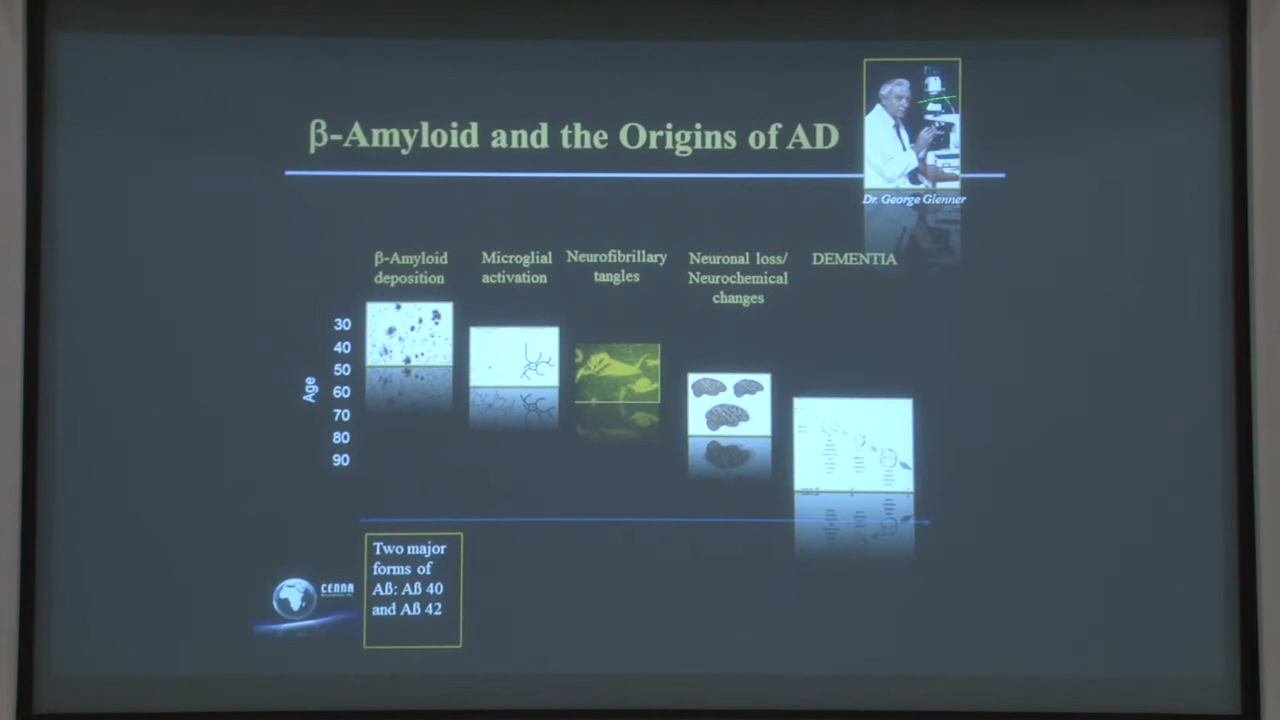 β-Amyloid and the Origins of AD
Dr. George Glenner
β-Amyloid
deposition
Microglial
activation
Neurofibrillary
tangles
Neuronal loss/
Neurochemical
changes
DEMENTIA
Age
30
40
50
60
70
80
90
Two major
forms of
Aß: Aß 40
and Aß 42
CENNA